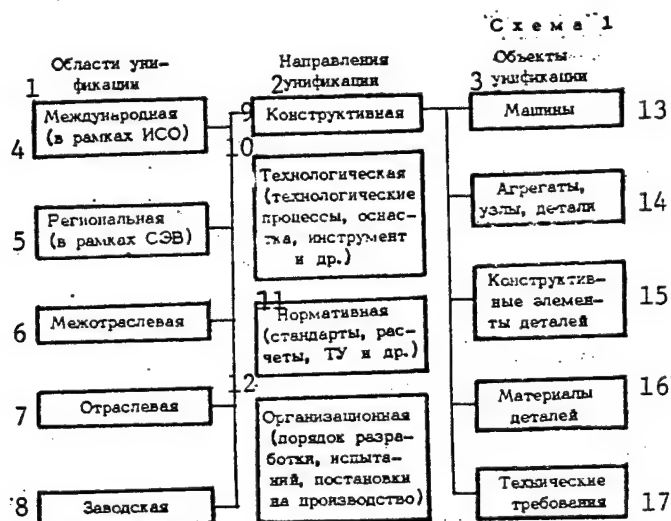 Схема 1
1
Области уни-
фикации
4
Международная
(в рамках ИСО)
5
Региональная
(в рамках СЭВ)
6
Межотраслевая
7
Отраслевая
8
Заводская
2
Направления
унификации
9
Конструктивная
10
Технологическая
(технологические
процессы, оснаст-
ка, инструмент
и др.)
11
Нормативная
(стандарты, рас-
четы, ТУ и др.)
12
Организационная
(порядок разра-
ботки, испыта-
ний, постановки
на производство)
3
Объекты
унификации
Машины
13
Агрегаты,
узлы, детали
14
Конструктив-
ные элемен-
ты деталей
15
Материалы
деталей
16
Технические
требования
17